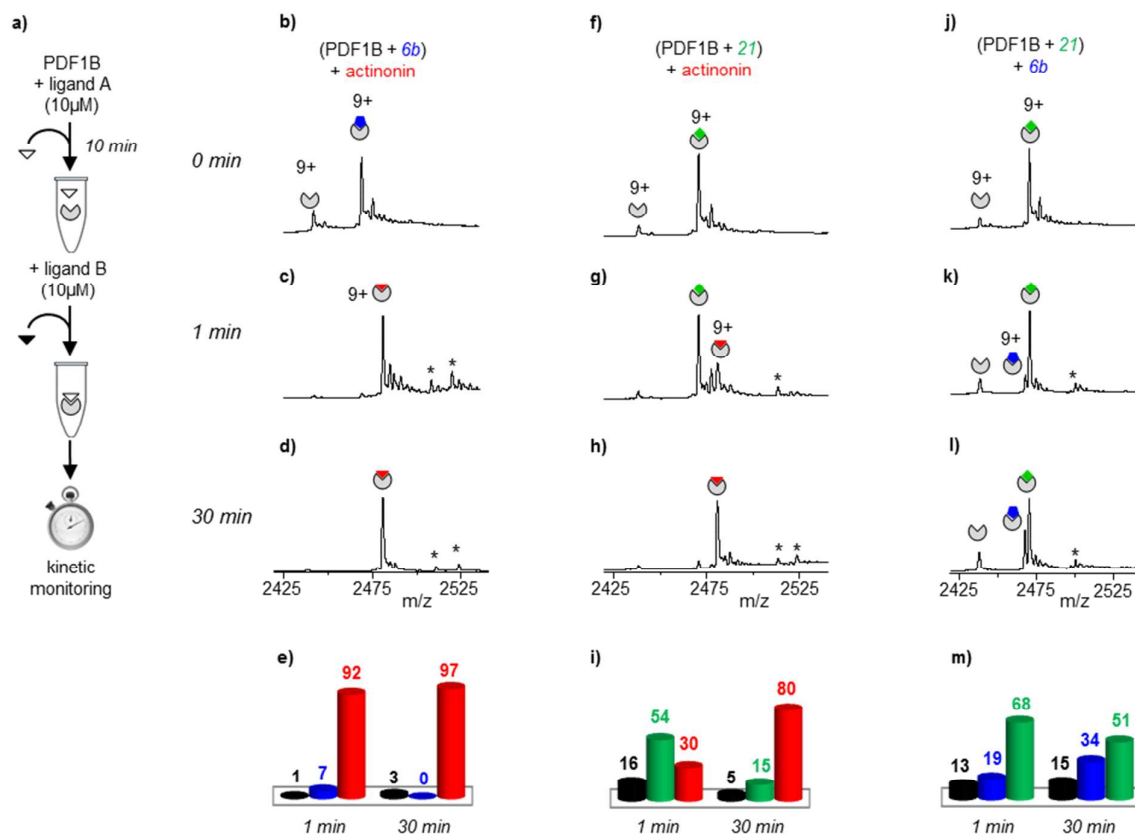 a)
PDF1B
+ ligand A
(10µM)
10 min
+ ligand B
(10µM)
kinetic
monitoring
0 min
1 min
30 min
b)
(PDF1B + 6b)
+ actinonin
9+
9+
c)
9+
* *
d)
* *
2425 2475 2525
m/z
e)
1 7 92 3 0 97
1 min 30 min
f)
(PDF1B + 21)
+ actinonin
9+
9+
g)
9+
*
h)
* *
2425 2475 2525
m/z
i)
16 54 30 5 15 80
1 min 30 min
j)
(PDF1B + 21)
+ 6b
9+
9+
k)
9+
*
l)
*
2425 2475 2525
m/z
m)
13 19 68 15 34 51
1 min 30 min